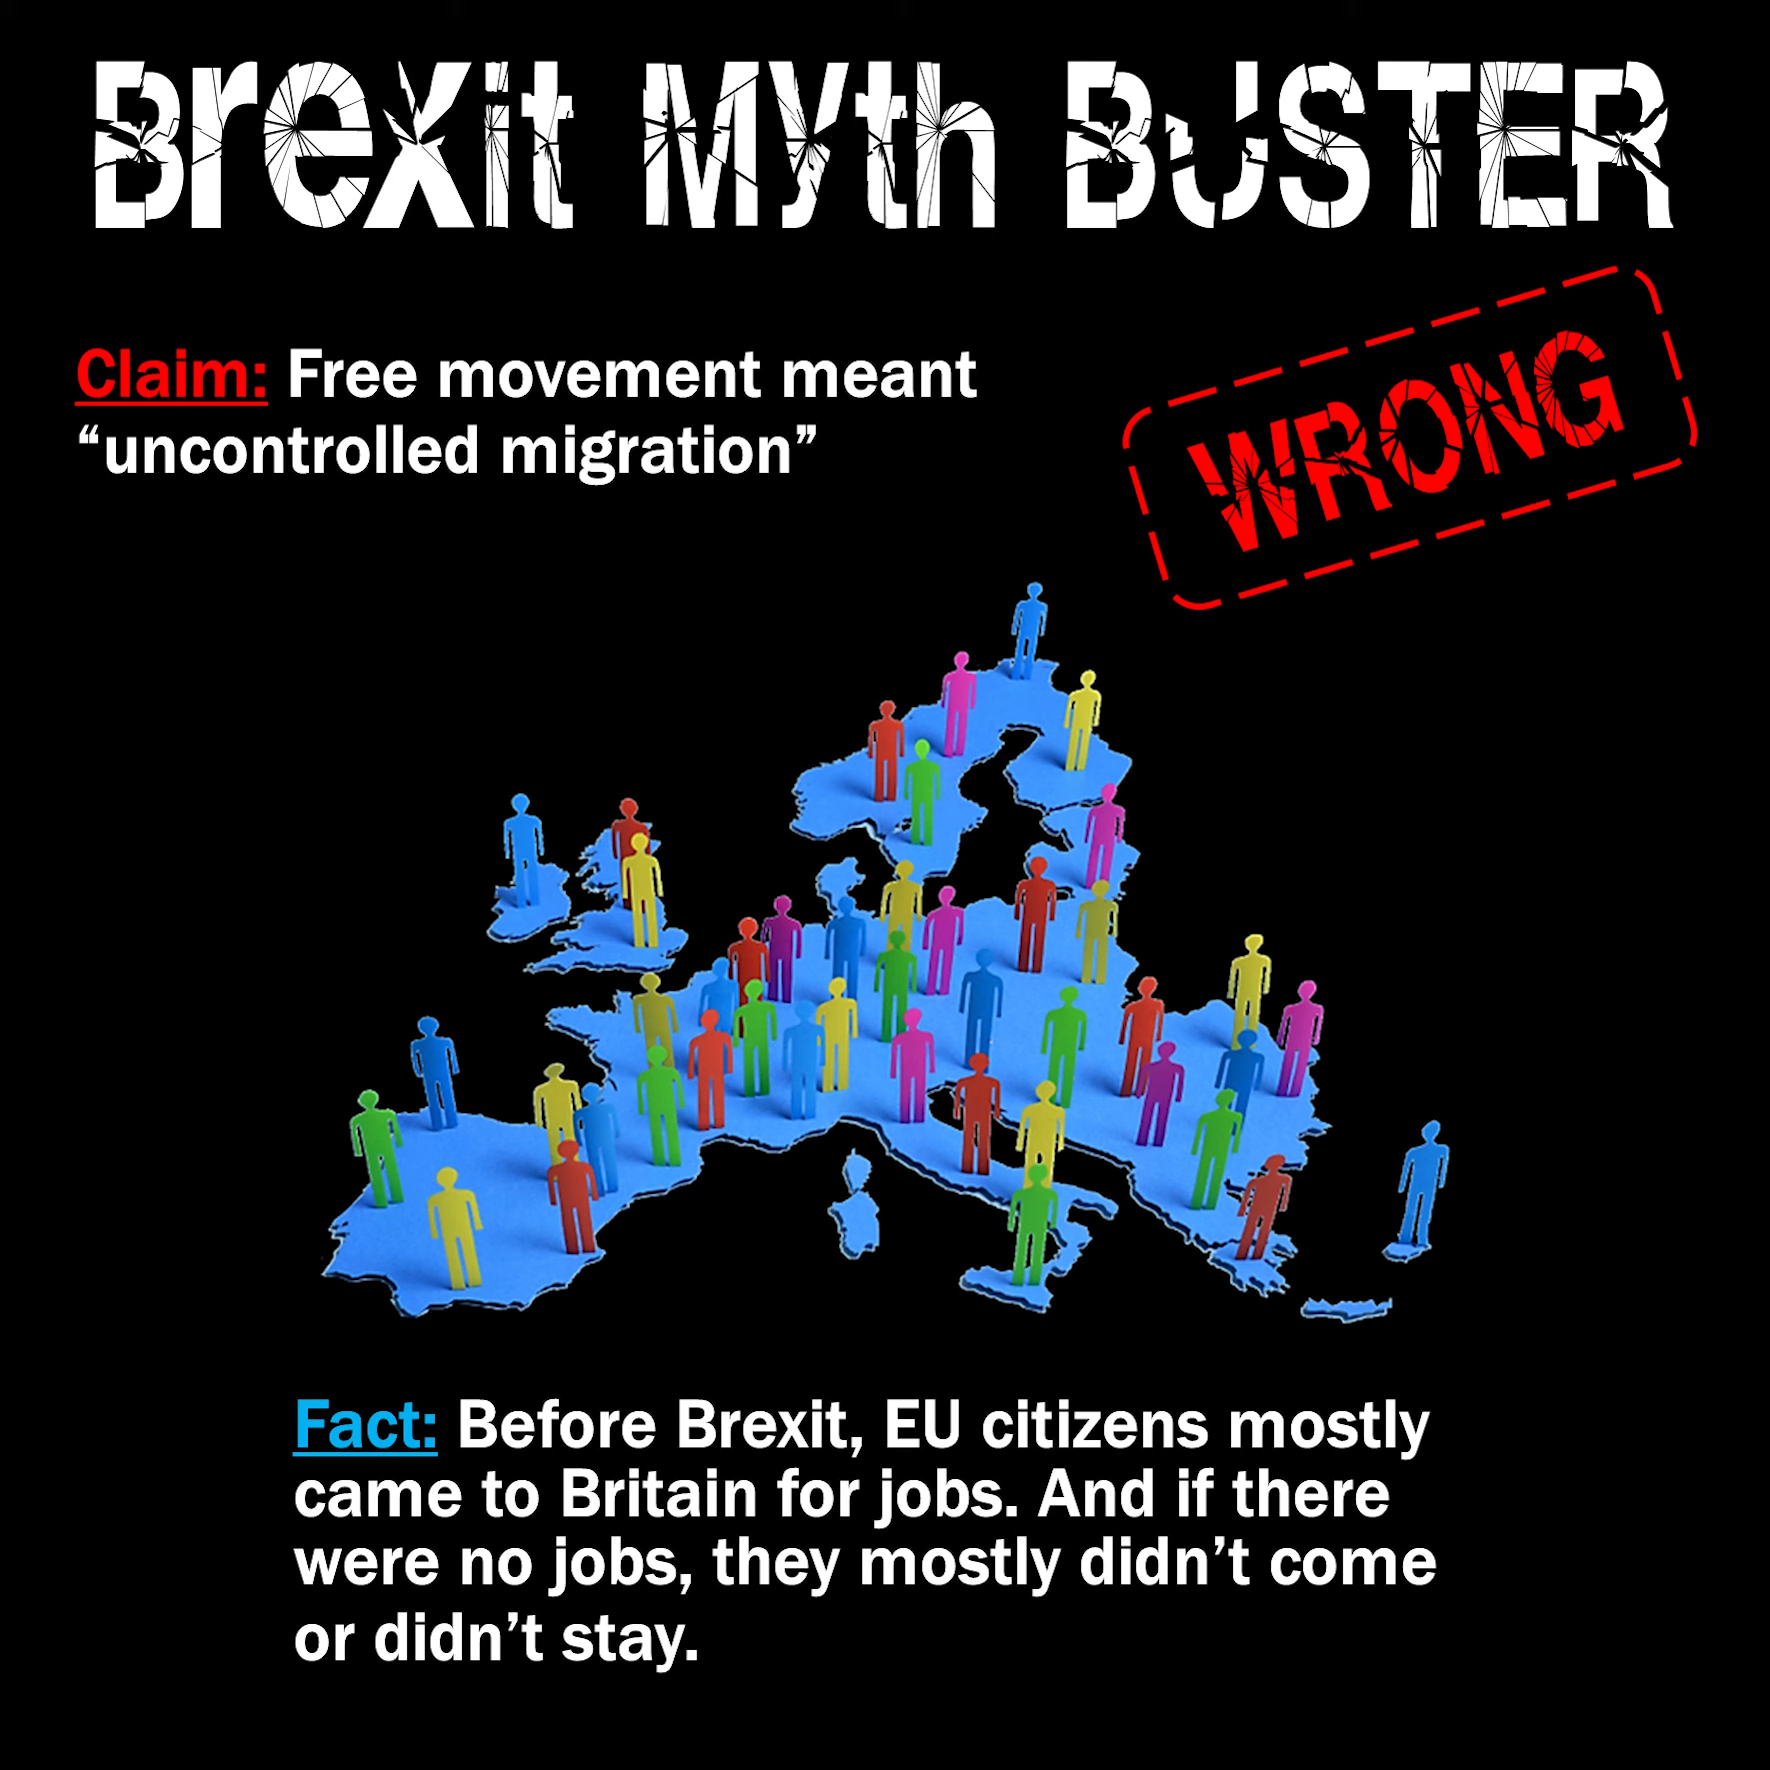 Brexit Myth BUSTER
Claim: Free movement meant
“uncontrolled migration”
WRONG
Fact: Before Brexit, EU citizens mostly
came to Britain for jobs. And if there
were no jobs, they mostly didn’t come
or didn’t stay.